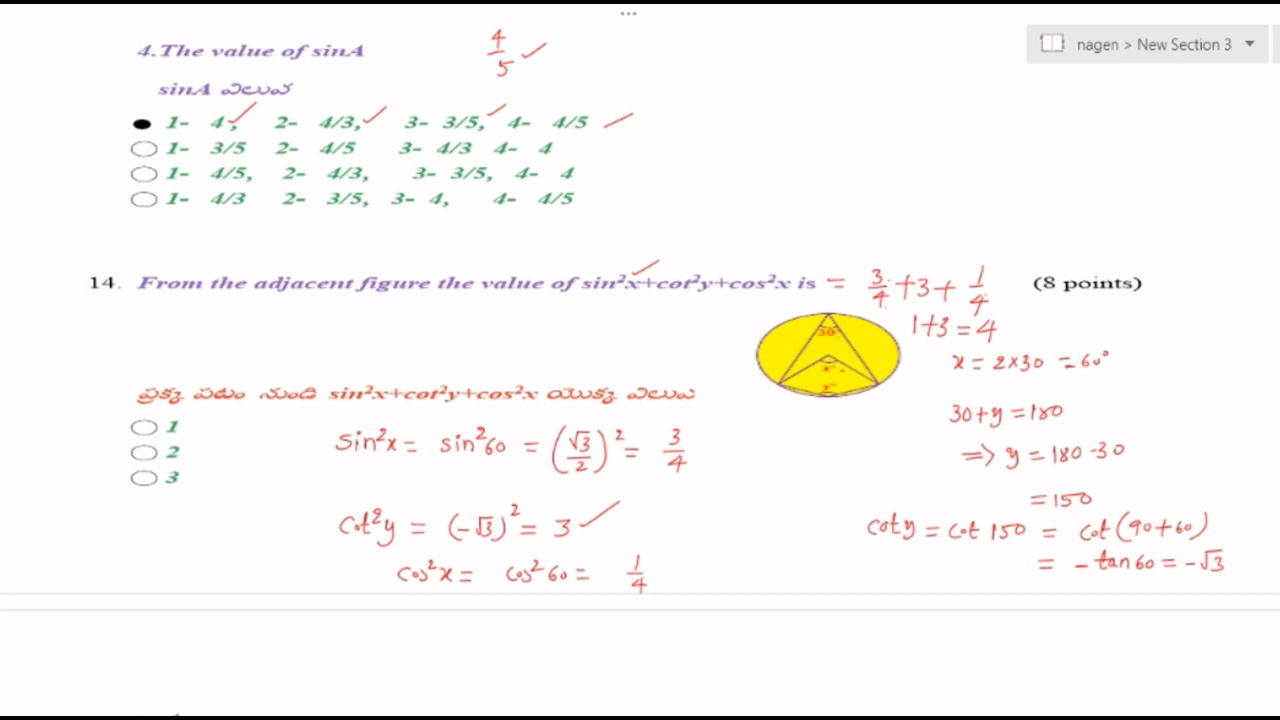 ...
nagen > New Section 3
4.The value of sinA 4/5 ✓
sinA విలువ
1- 4, ✓ 2- 4/3, ✓ 3- 3/5, ✓ 4- 4/5 ✓
1- 3/5 2- 4/5 3- 4/3 4- 4
1- 4/5, 2- 4/3, 3- 3/5, 4- 4
1- 4/3 2- 3/5, 3- 4, 4- 4/5
14. From the adjacent figure the value of sin²x+cot²y+cos²x is = 3/4 + 3 + 1/4 (8 points)
1+3 = 4
30°
x°
y°
x = 2×30 = 60°
ప్రక్క పటం నుండి sin²x+cot²y+cos²x యొక్క విలువ
30+y = 180
1
2
3
Sin²x = sin²60 = (√3/2)² = 3/4
=> y = 180-30
= 150
cot²y = (-√3)² = 3 ✓
coty = cot 150 = cot(90+60)
= -tan60 = -√3
cos²x = cos²60 = 1/4